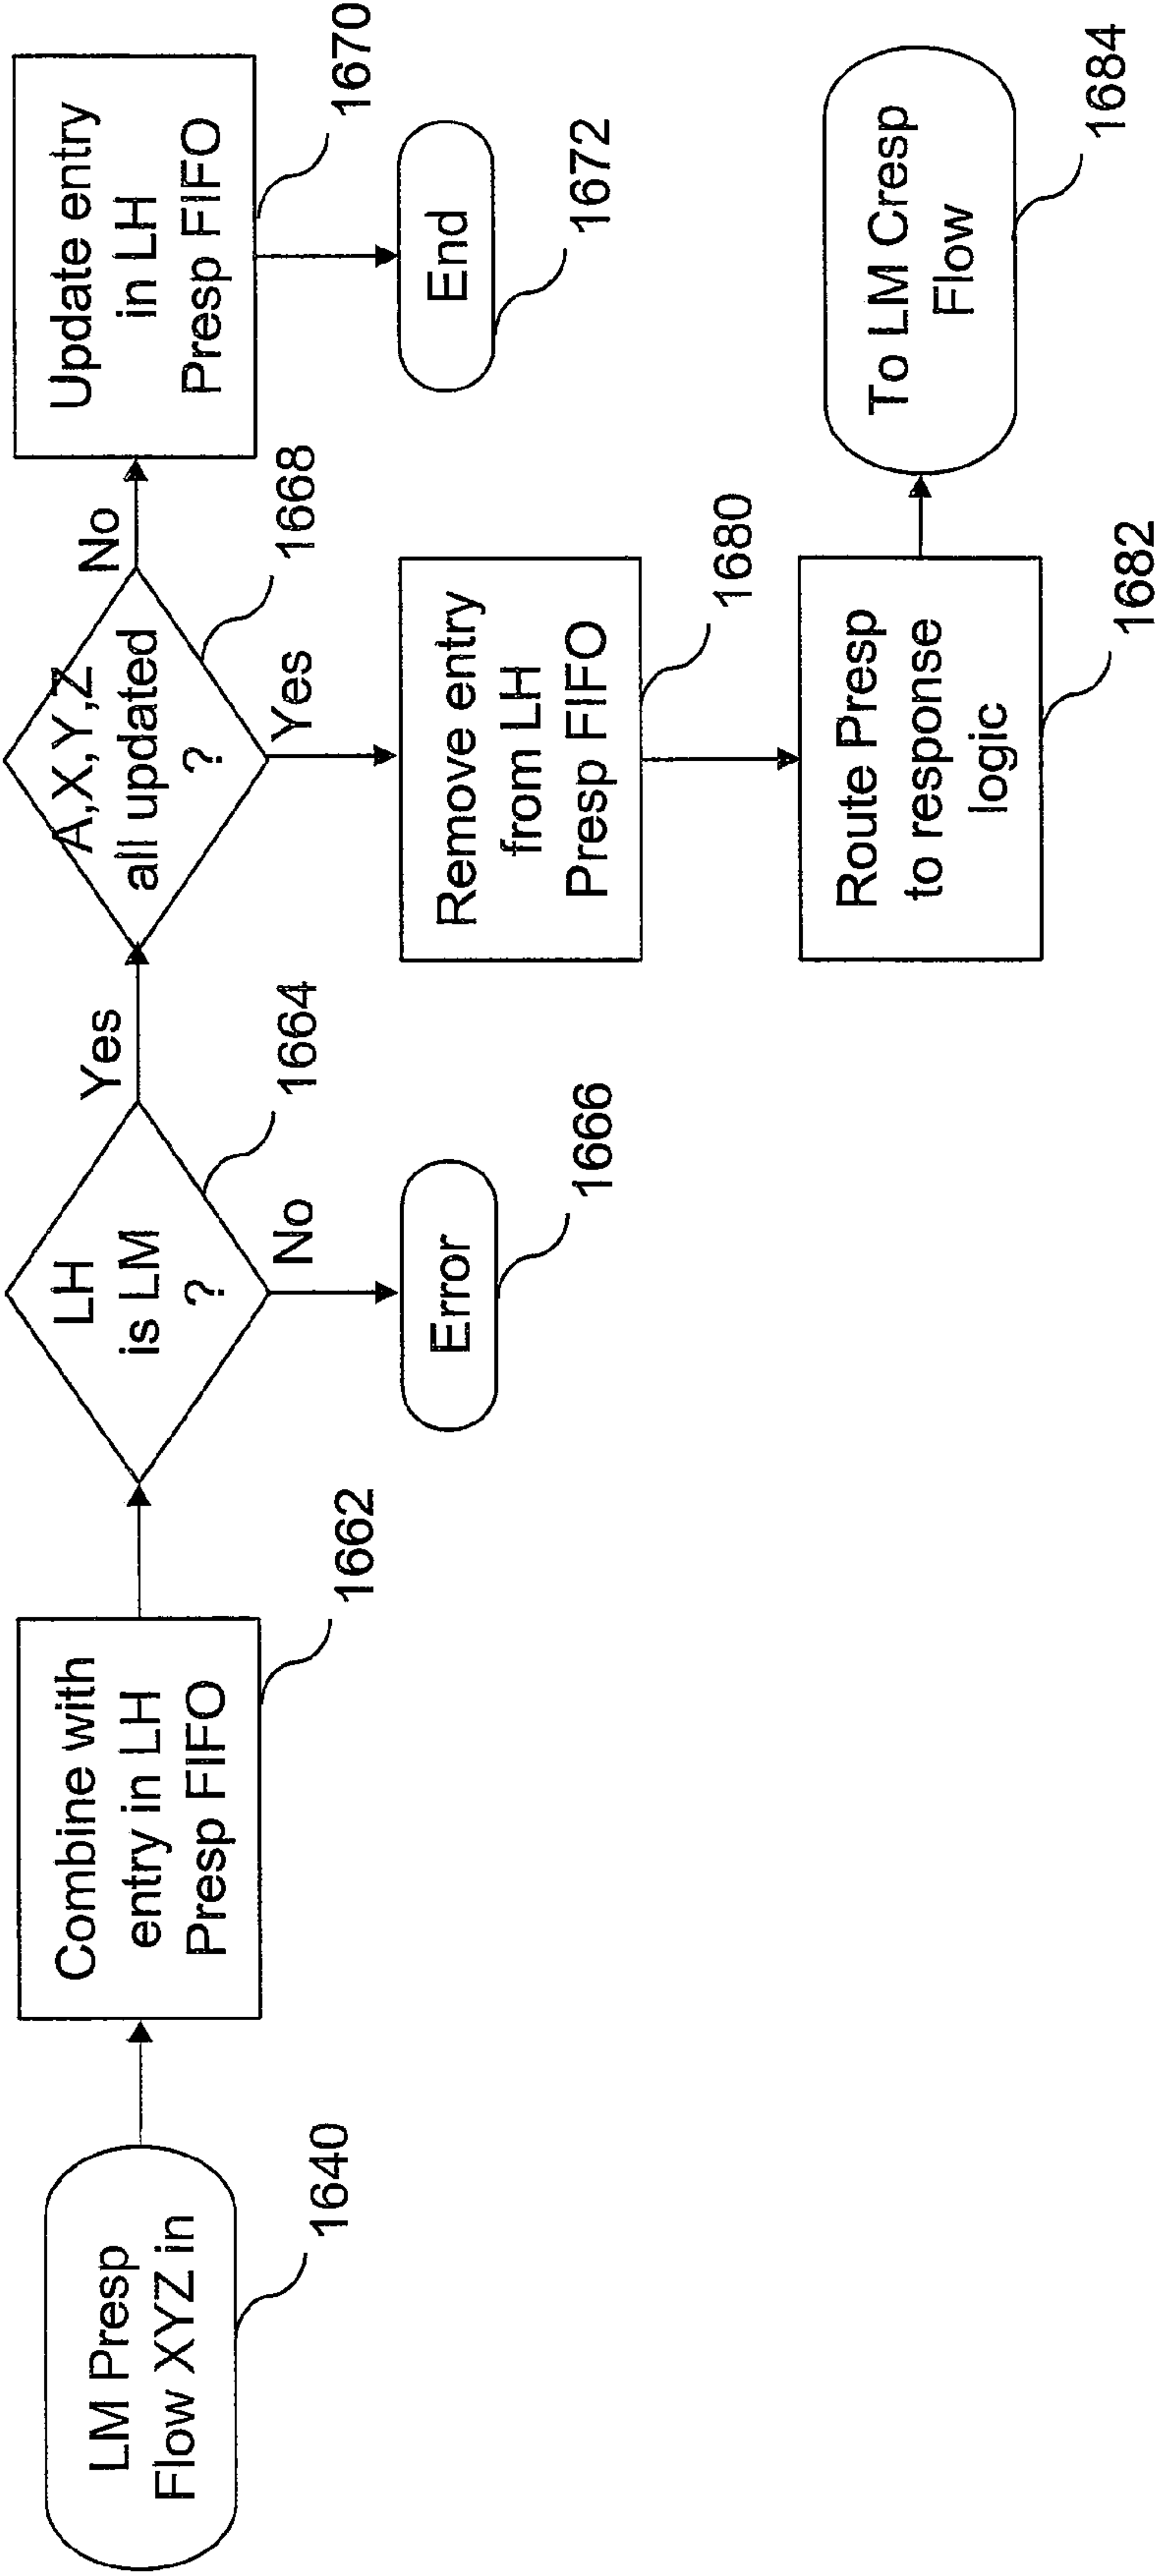 LM Presp
Flow XYZ in
1640
Combine with
entry in LH
Presp FIFO
1662
LH
is LM
?
1664
No
Error
1666
Yes
A,X,Y,Z
all updated
?
1668
No
Update entry
in LH
Presp FIFO
1670
End
1672
Yes
Remove entry
from LH
Presp FIFO
1680
Route Presp
to response
logic
1682
To LM Cresp
Flow
1684